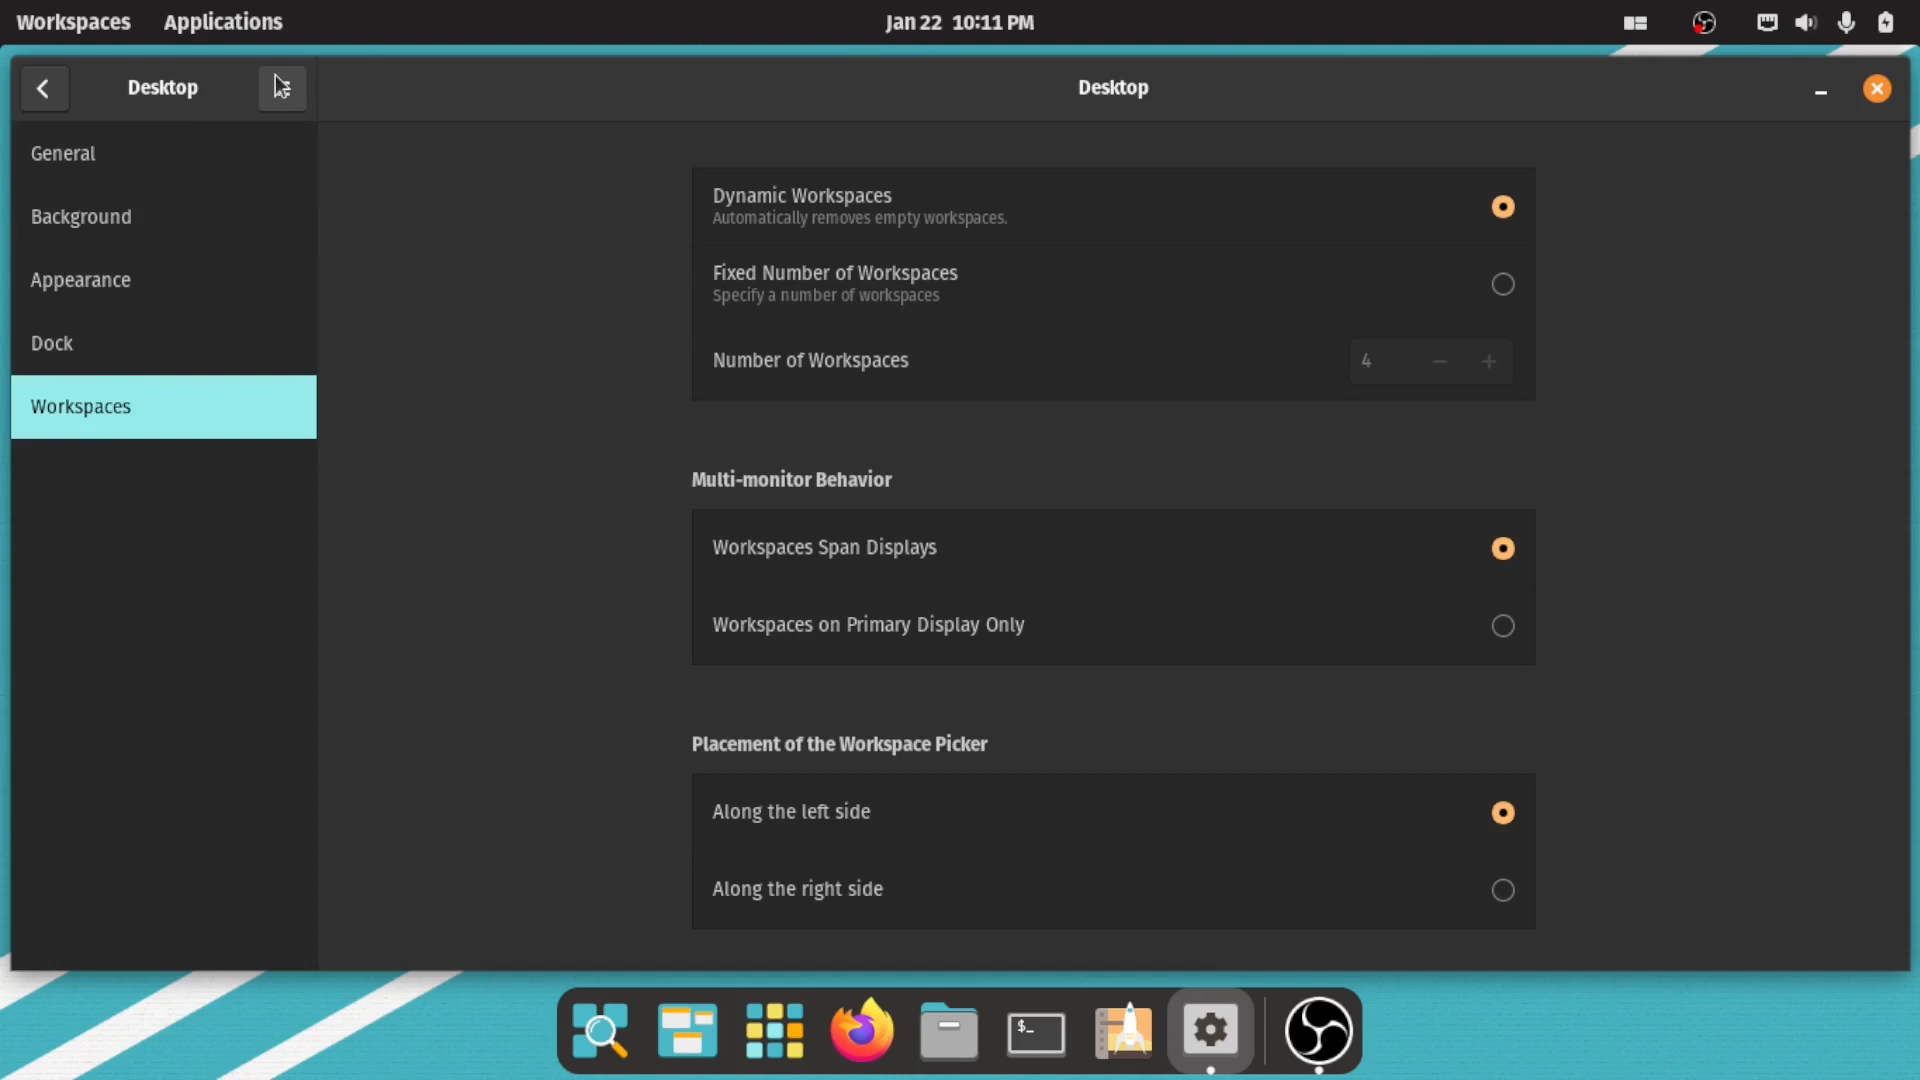 Workspaces Applications Jan 22 10:11 PM
Desktop Desktop
General
Background
Appearance
Dock
Workspaces
Dynamic Workspaces
Automatically removes empty workspaces.
Fixed Number of Workspaces
Specify a number of workspaces
Number of Workspaces 4 − +
Multi-monitor Behavior
Workspaces Span Displays
Workspaces on Primary Display Only
Placement of the Workspace Picker
Along the left side
Along the right side
$_